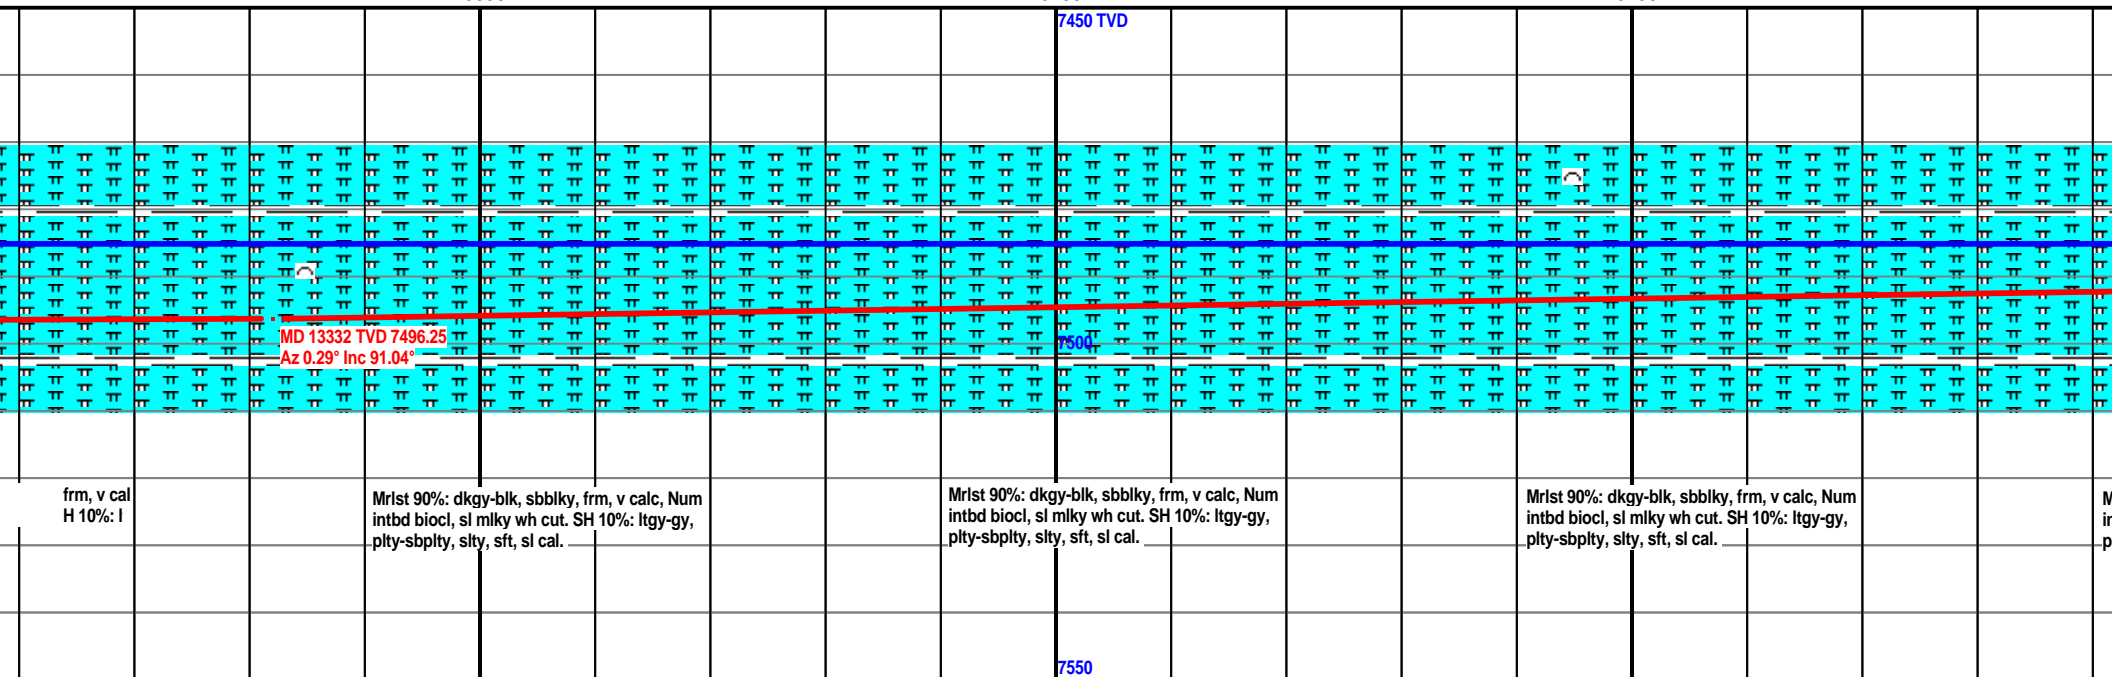 7450 TVD
MD 13332 TVD 7496.25
Az 0.29° Inc 91.04°
7500
frm, v cal
H 10%: l
Mrlst 90%: dkgy-blk, sbblky, frm, v calc, Num
intbd biocl, sl mlky wh cut. SH 10%: ltgy-gy,
plty-sbplty, slty, sft, sl cal.
Mrlst 90%: dkgy-blk, sbblky, frm, v calc, Num
intbd biocl, sl mlky wh cut. SH 10%: ltgy-gy,
plty-sbplty, slty, sft, sl cal.
Mrlst 90%: dkgy-blk, sbblky, frm, v calc, Num
intbd biocl, sl mlky wh cut. SH 10%: ltgy-gy,
plty-sbplty, slty, sft, sl cal.
7550